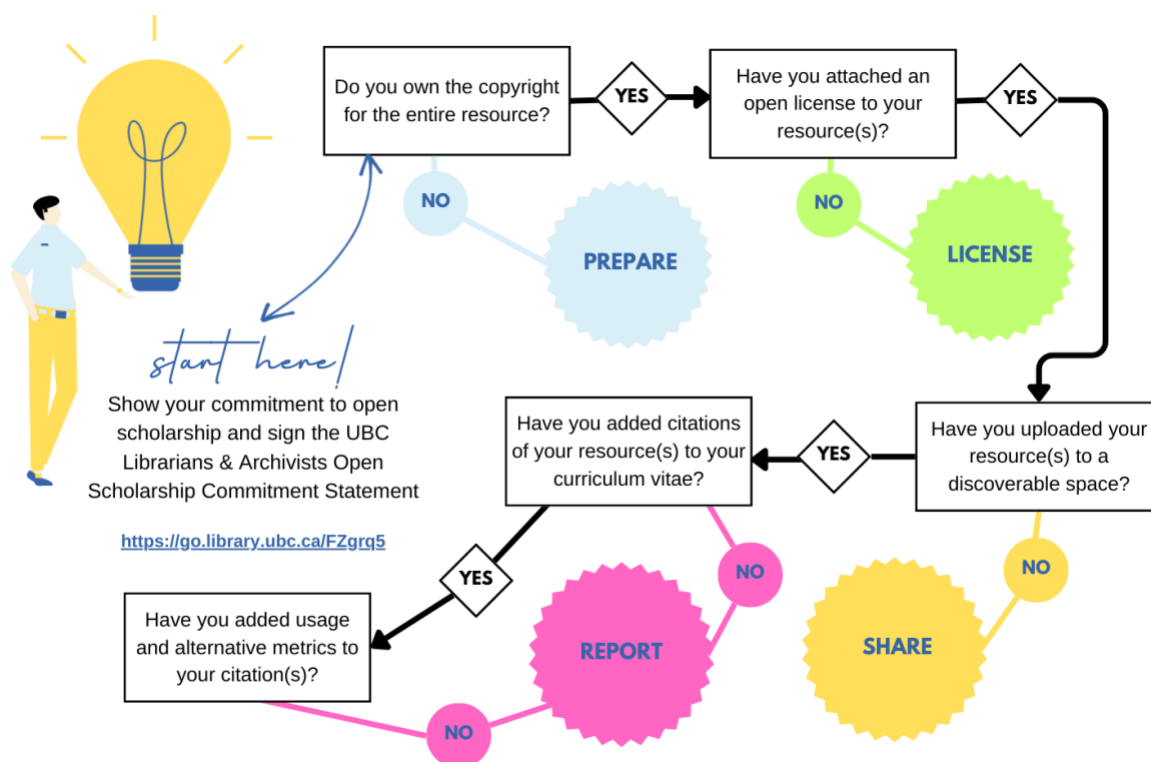 start here!
Show your commitment to open
scholarship and sign the UBC
Librarians & Archivists Open
Scholarship Commitment Statement
https://go.library.ubc.ca/FZgrq5
Do you own the copyright
for the entire resource?
YES
NO
PREPARE
Have you attached an
open license to your
resource(s)?
YES
NO
LICENSE
Have you uploaded your
resource(s) to a
discoverable space?
YES
NO
SHARE
Have you added citations
of your resource(s) to your
curriculum vitae?
YES
NO
REPORT
Have you added usage
and alternative metrics to
your citation(s)?
NO